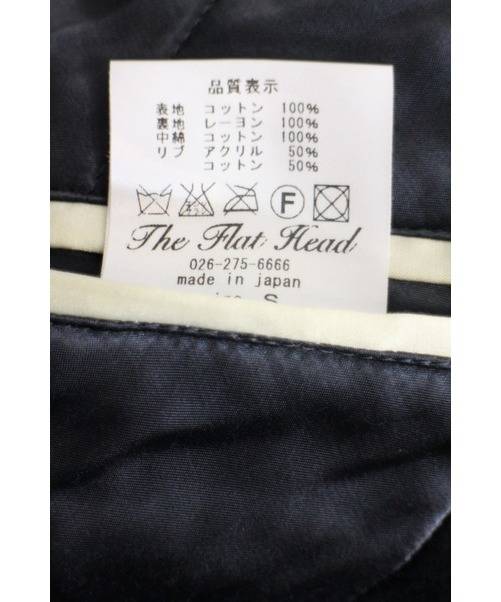 品質表示
表地 コットン 100%
裏地 レーヨン 100%
中綿 コットン 100%
リブ アクリル 50%
コットン 50%
F
The Flat Head
026-275-6666
made in japan
size S